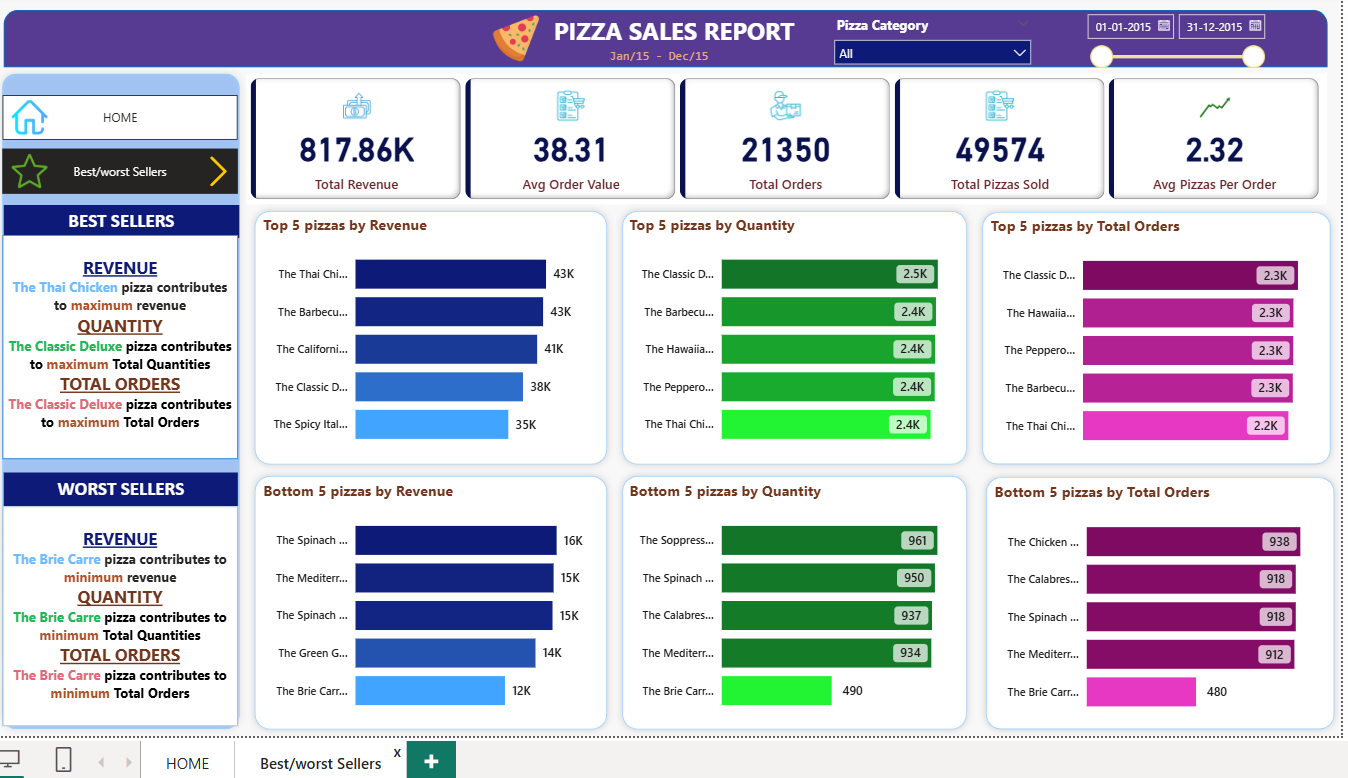 PIZZA SALES REPORT
Jan/15 - Dec/15
Pizza Category
All
01-01-2015
31-12-2015
HOME
Best/worst Sellers
817.86K
Total Revenue
38.31
Avg Order Value
21350
Total Orders
49574
Total Pizzas Sold
2.32
Avg Pizzas Per Order
BEST SELLERS
REVENUE
The Thai Chicken pizza contributes
to maximum revenue
QUANTITY
The Classic Deluxe pizza contributes
to maximum Total Quantities
TOTAL ORDERS
The Classic Deluxe pizza contributes
to maximum Total Orders
WORST SELLERS
REVENUE
The Brie Carre pizza contributes to
minimum revenue
QUANTITY
The Brie Carre pizza contributes to
minimum Total Quantities
TOTAL ORDERS
The Brie Carre pizza contributes to
minimum Total Orders
Top 5 pizzas by Revenue
The Thai Chi... 43K
The Barbecu... 43K
The Californi... 41K
The Classic D... 38K
The Spicy Ital... 35K
Top 5 pizzas by Quantity
The Classic D... 2.5K
The Barbecu... 2.4K
The Hawaiia... 2.4K
The Peppero... 2.4K
The Thai Chi... 2.4K
Top 5 pizzas by Total Orders
The Classic D... 2.3K
The Hawaiia... 2.3K
The Peppero... 2.3K
The Barbecu... 2.3K
The Thai Chi... 2.2K
Bottom 5 pizzas by Revenue
The Spinach ... 16K
The Mediterr... 15K
The Spinach ... 15K
The Green G... 14K
The Brie Carr... 12K
Bottom 5 pizzas by Quantity
The Soppress... 961
The Spinach ... 950
The Calabres... 937
The Mediterr... 934
The Brie Carr... 490
Bottom 5 pizzas by Total Orders
The Chicken ... 938
The Calabres... 918
The Spinach ... 918
The Mediterr... 912
The Brie Carr... 480
HOME
Best/worst Sellers
x
+